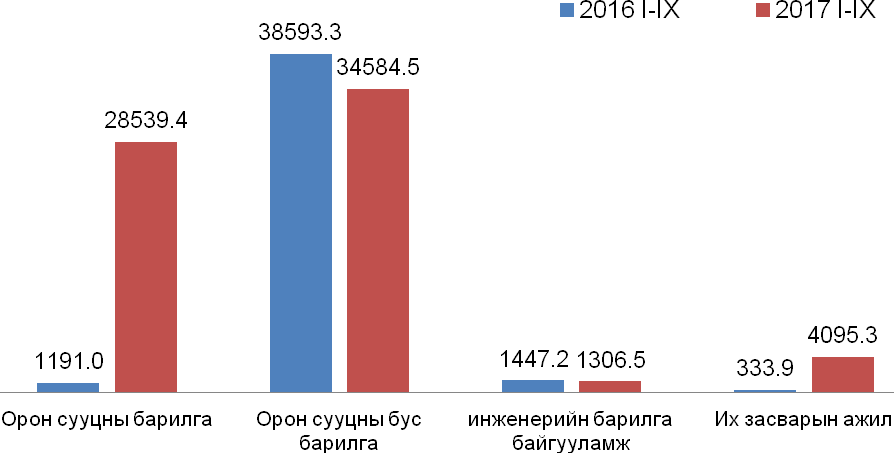 2016 I-IX 2017 I-IX
38593.3
34584.5
28539.4
1191.0
1447.2 1306.5
333.9
4095.3
Орон сууцны барилга
Орон сууцны бус
барилга
инженерийн барилга
байгууламж
Их засварын ажил